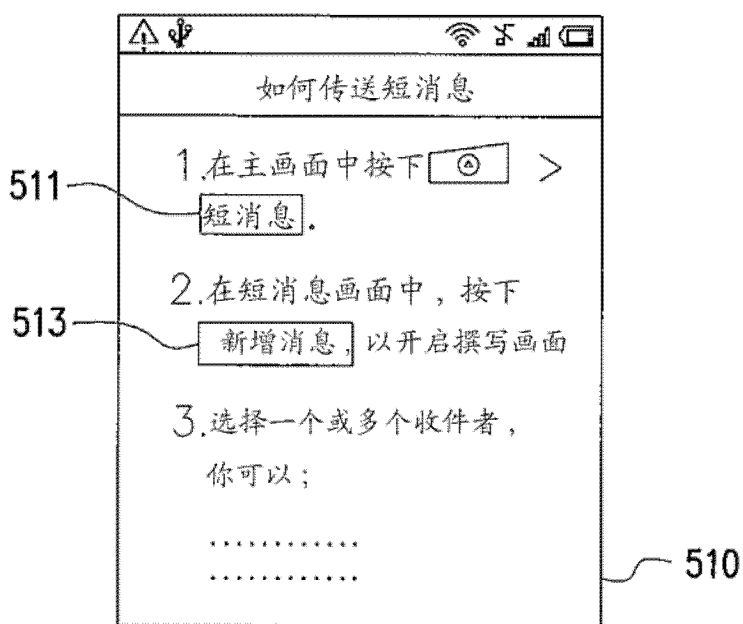 如何传送短消息
1.在主画面中按下 >
511
短消息.
2.在短消息画面中，按下
513
新增消息，以开启撰写画面
3.选择一个或多个收件者，
你可以；
............
............
510